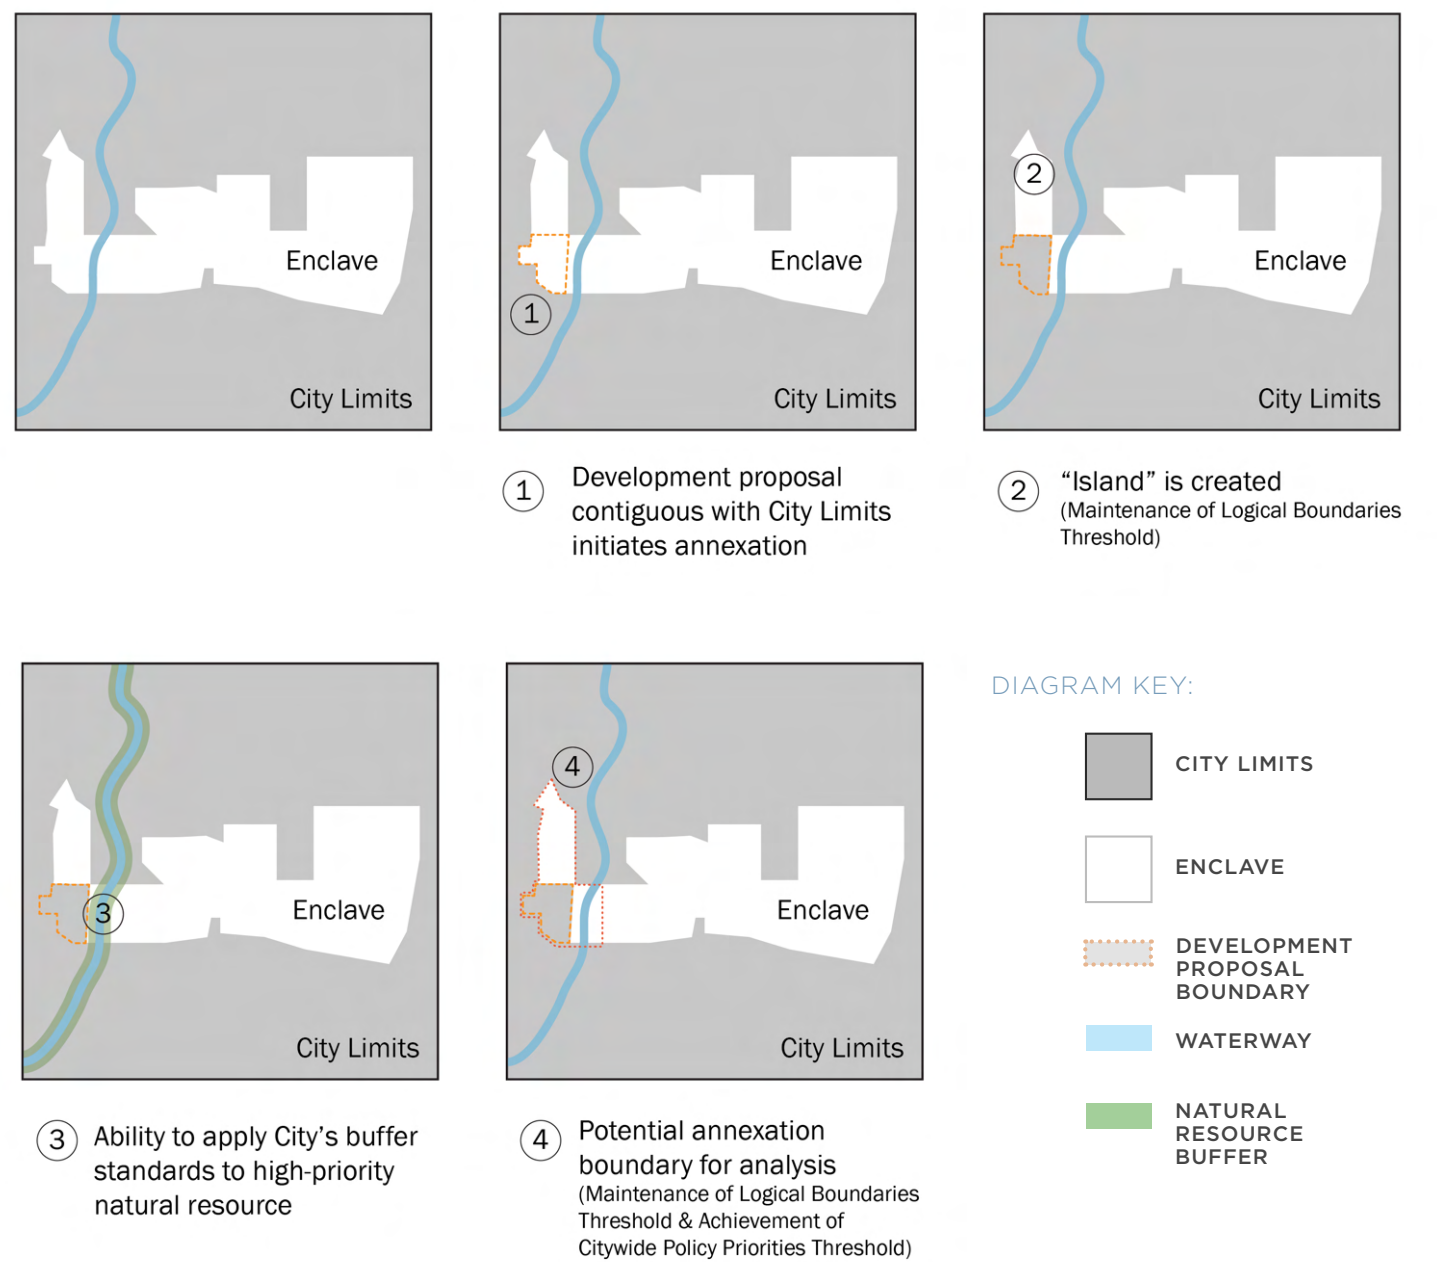 Enclave
City Limits
1
Enclave
City Limits
2
Enclave
City Limits
1 Development proposal
contiguous with City Limits
initiates annexation
2 “Island” is created
(Maintenance of Logical Boundaries
Threshold)
3
Enclave
City Limits
4
Enclave
City Limits
DIAGRAM KEY:
CITY LIMITS
ENCLAVE
DEVELOPMENT
PROPOSAL
BOUNDARY
WATERWAY
NATURAL
RESOURCE
BUFFER
3 Ability to apply City’s buffer
standards to high-priority
natural resource
4 Potential annexation
boundary for analysis
(Maintenance of Logical Boundaries
Threshold & Achievement of
Citywide Policy Priorities Threshold)